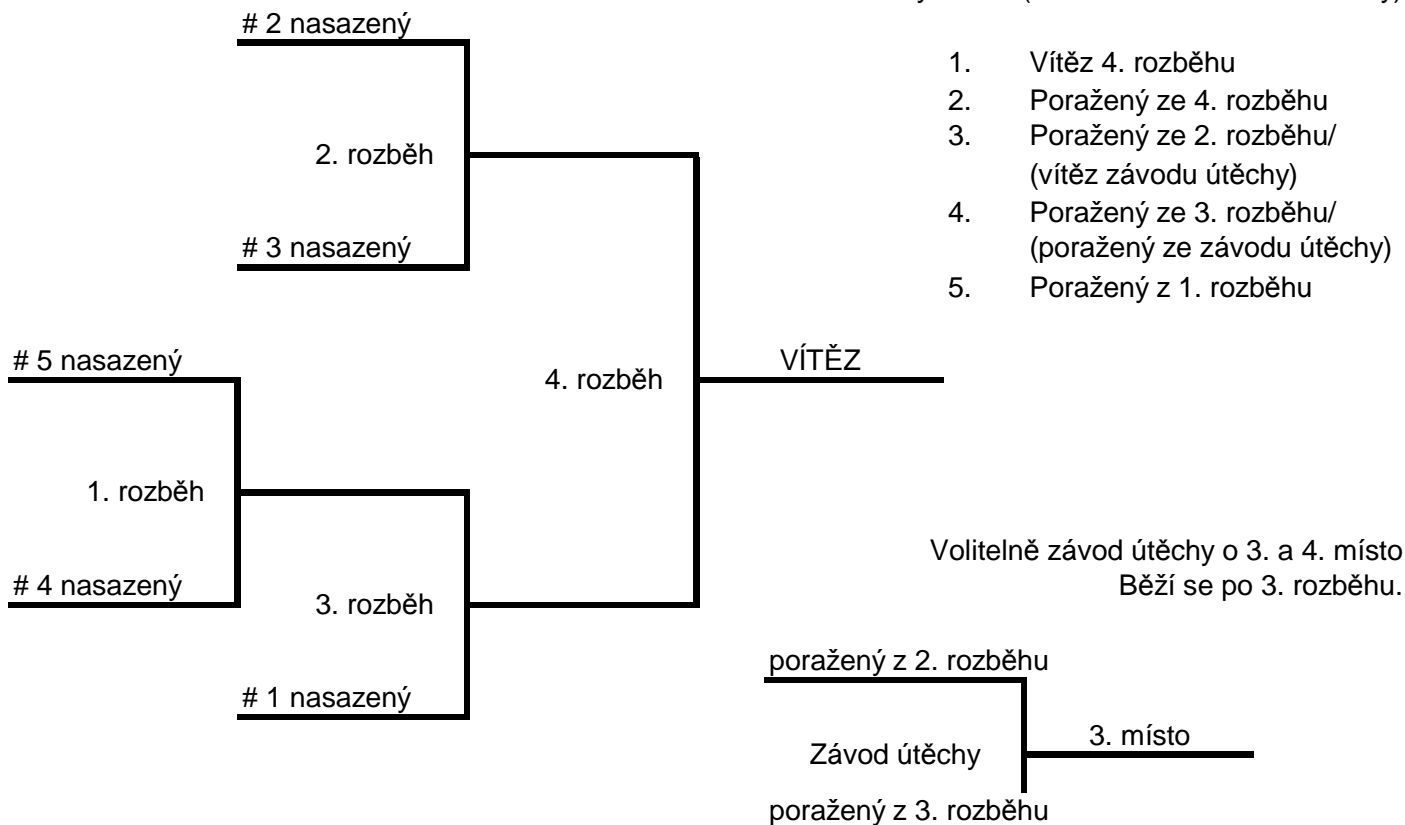 # 2 nasazený
1. Vítěz 4. rozběhu
2. Poražený ze 4. rozběhu
2. rozběh
3. Poražený ze 2. rozběhu/
(vítěz závodu útěchy)
# 3 nasazený
4. Poražený ze 3. rozběhu/
(poražený ze závodu útěchy)
5. Poražený z 1. rozběhu
# 5 nasazený
4. rozběh
VÍTĚZ
1. rozběh
# 4 nasazený
3. rozběh
# 1 nasazený
Volitelně závod útěchy o 3. a 4. místo
Běží se po 3. rozběhu.
poražený z 2. rozběhu
Závod útěchy
3. místo
poražený z 3. rozběhu